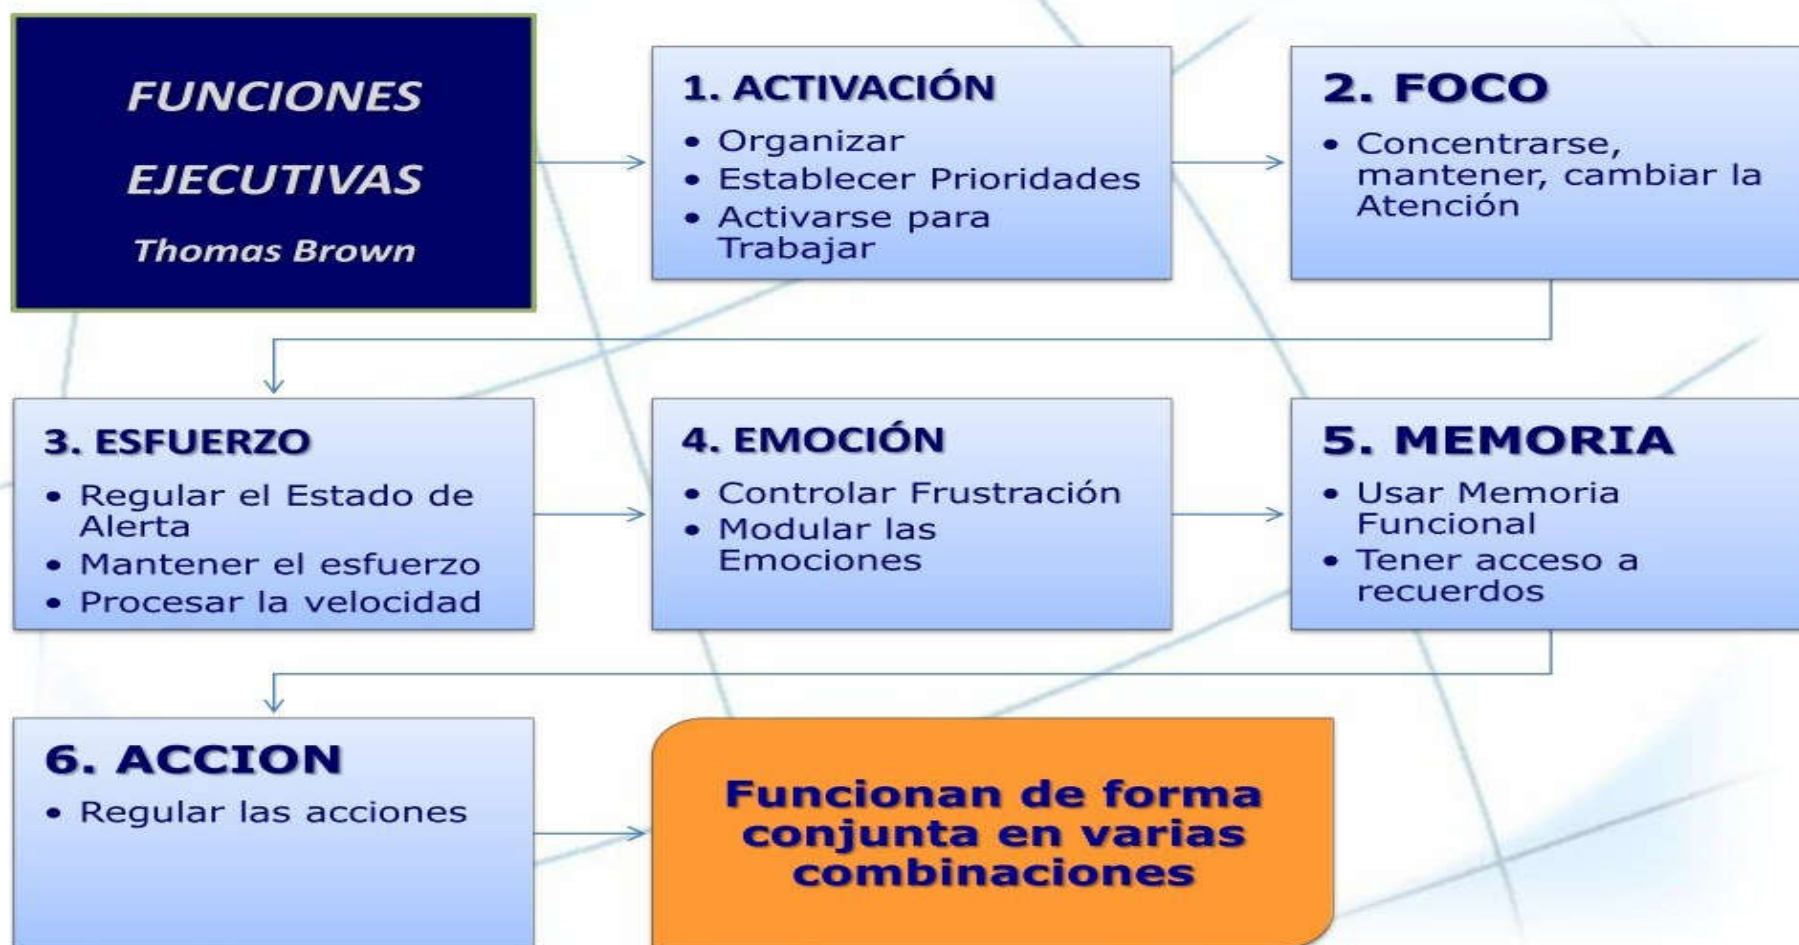 FUNCIONES
EJECUTIVAS
Thomas Brown
1. ACTIVACIÓN
• Organizar
• Establecer Prioridades
• Activarse para
Trabajar
2. FOCO
• Concentrarse,
mantener, cambiar la
Atención
3. ESFUERZO
• Regular el Estado de
Alerta
• Mantener el esfuerzo
• Procesar la velocidad
4. EMOCIÓN
• Controlar Frustración
• Modular las
Emociones
5. MEMORIA
• Usar Memoria
Funcional
• Tener acceso a
recuerdos
6. ACCION
• Regular las acciones
Funcionan de forma
conjunta en varias
combinaciones